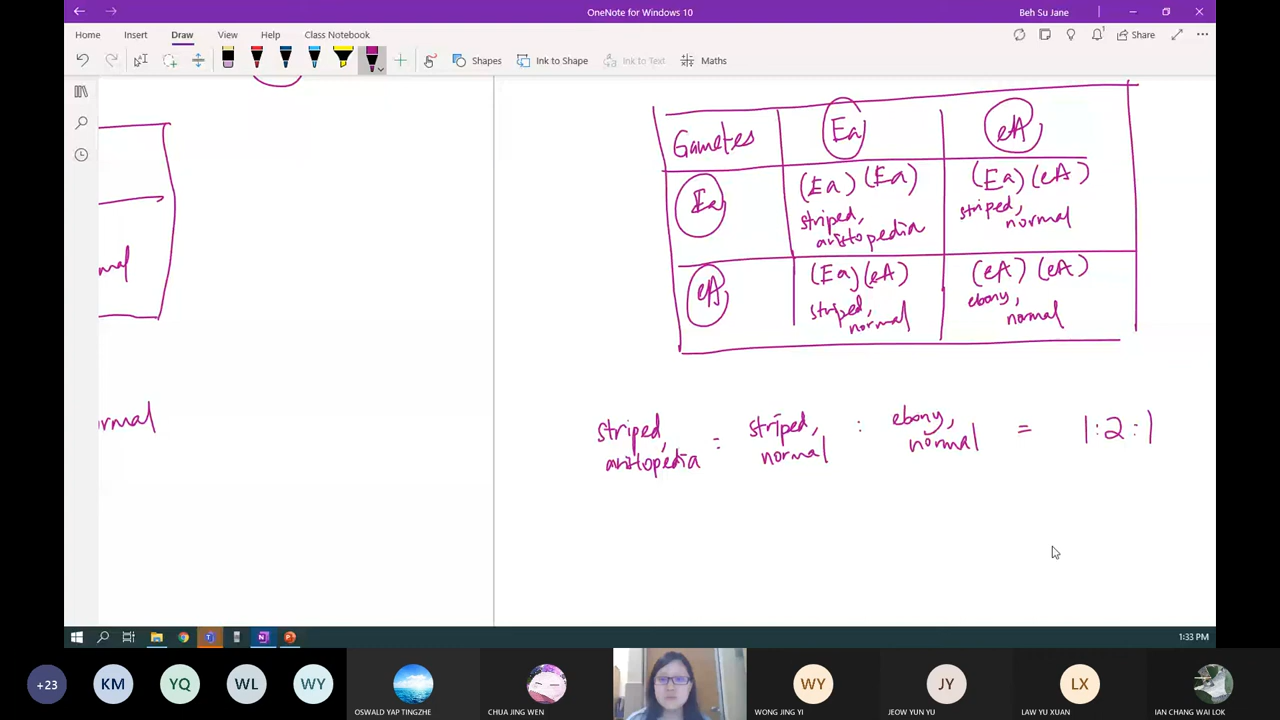 OneNote for Windows 10
Beh Su Jane
Home Insert Draw View Help Class Notebook
Share
Shapes
Ink to Shape
Ink to Text
Maths
Gametes Ea eA
Ea (Ea) (Ea) (Ea) (eA)
striped, aristopedia
striped, normal
eA (Ea) (eA) (eA) (eA)
striped, normal
ebony, normal
striped, aristopedia : striped, normal : ebony, normal = 1:2:1
1:33 PM
+23 KM YQ WL WY WY JY LX
OSWALD YAP TINGZHE
CHUA JING WEN
WONG JING YI
JEOW YUN YU
LAW YU XUAN
IAN CHANG WAI LOK